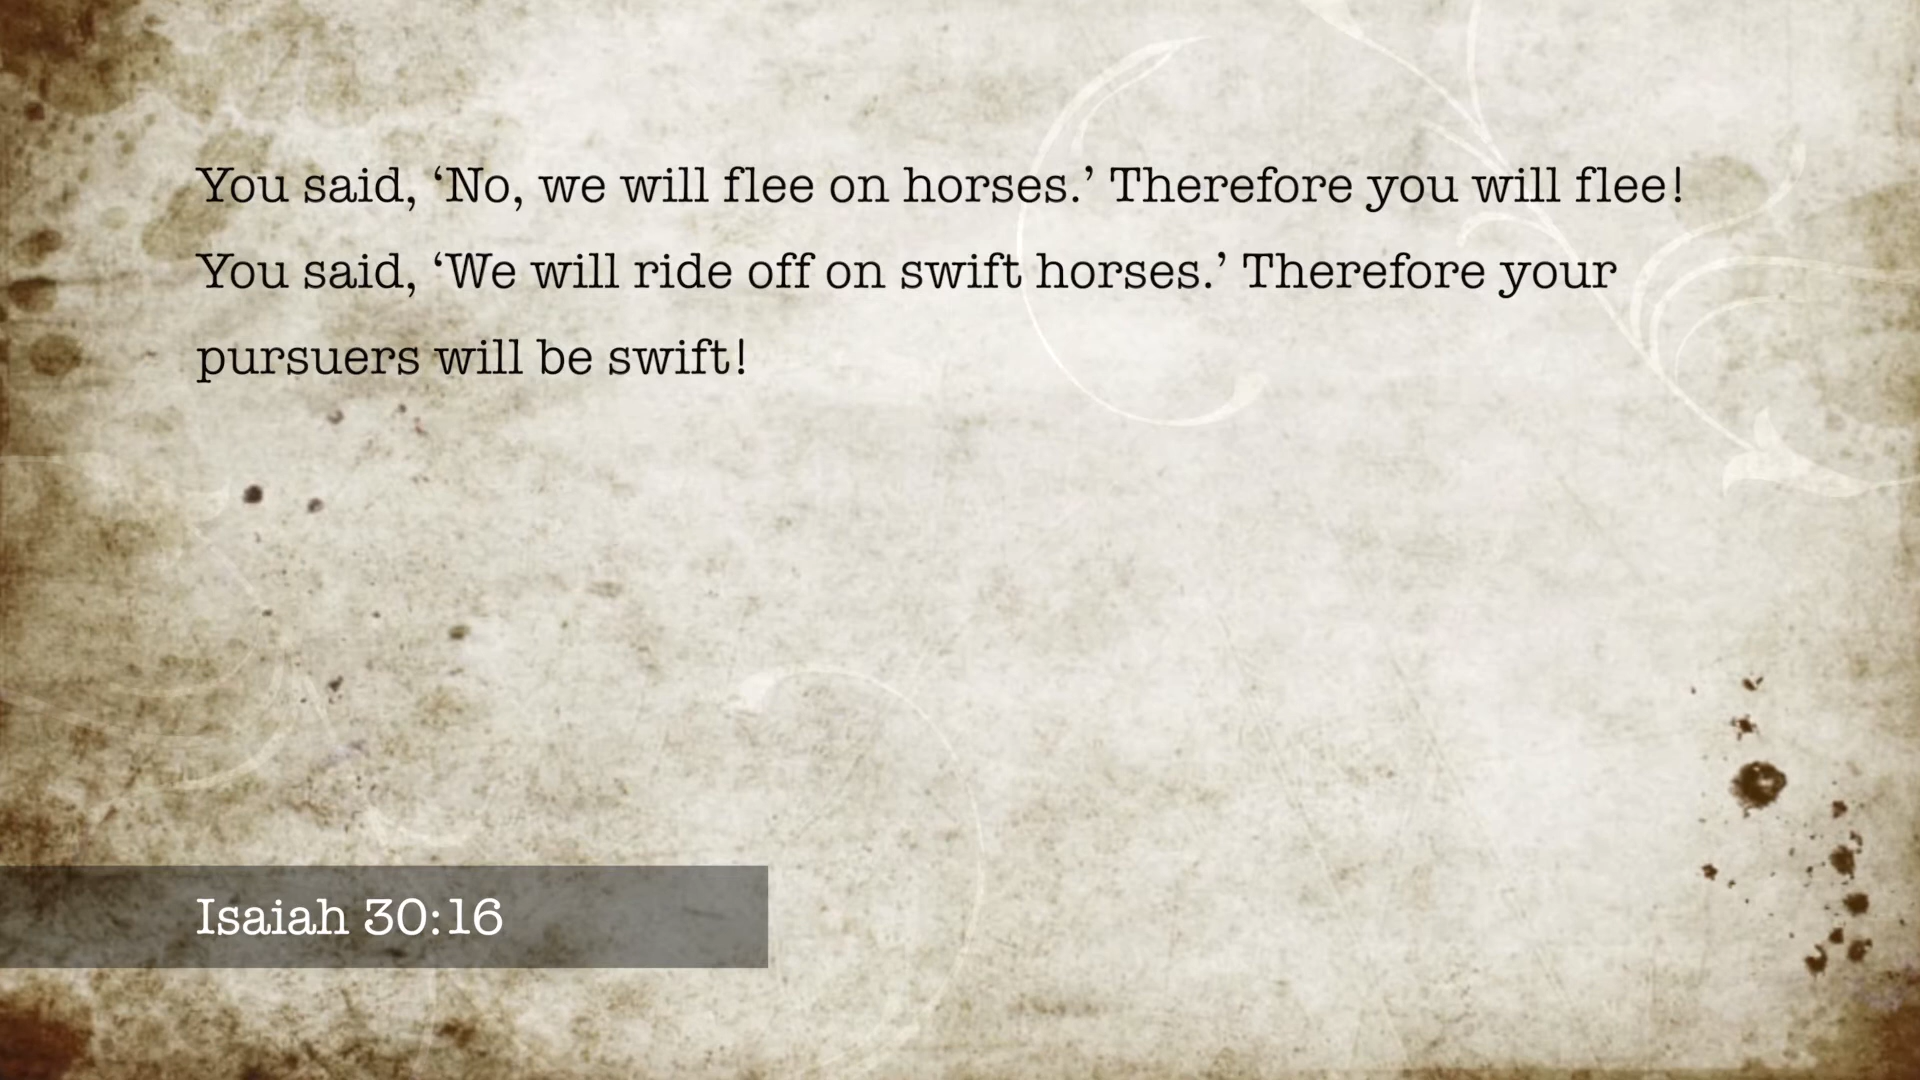 You said, ‘No, we will flee on horses.’ Therefore you will flee!
You said, ‘We will ride off on swift horses.’ Therefore your
pursuers will be swift!
Isaiah 30:16